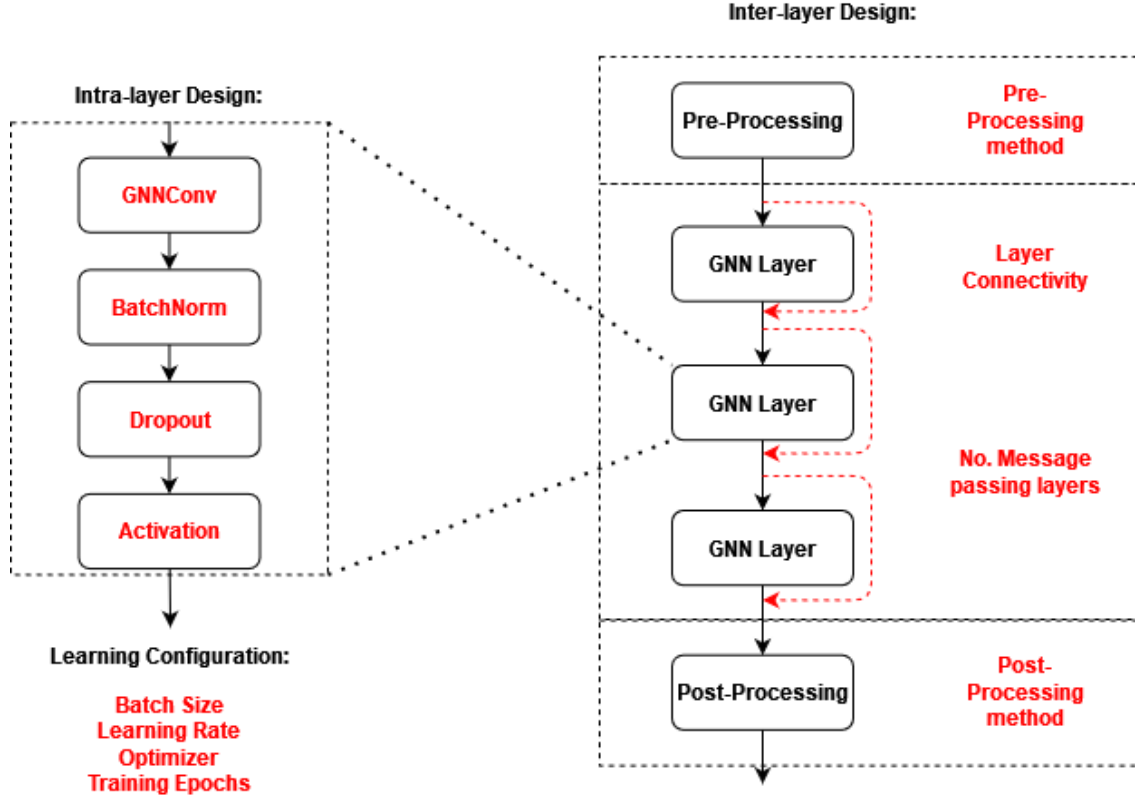 Intra-layer Design:
GNNConv
BatchNorm
Dropout
Activation
Learning Configuration:
Batch Size
Learning Rate
Optimizer
Training Epochs
Inter-layer Design:
Pre-Processing
Pre-
Processing
method
GNN Layer
Layer
Connectivity
GNN Layer
No. Message
passing layers
GNN Layer
Post-Processing
Post-
Processing
method